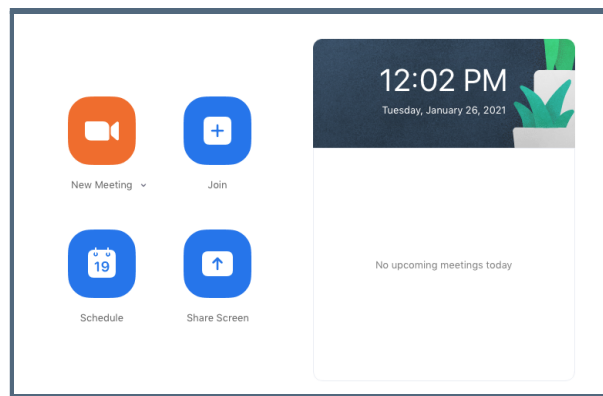 12:02 PM
Tuesday, January 26, 2021
New Meeting
Join
19
Schedule
Share Screen
No upcoming meetings today